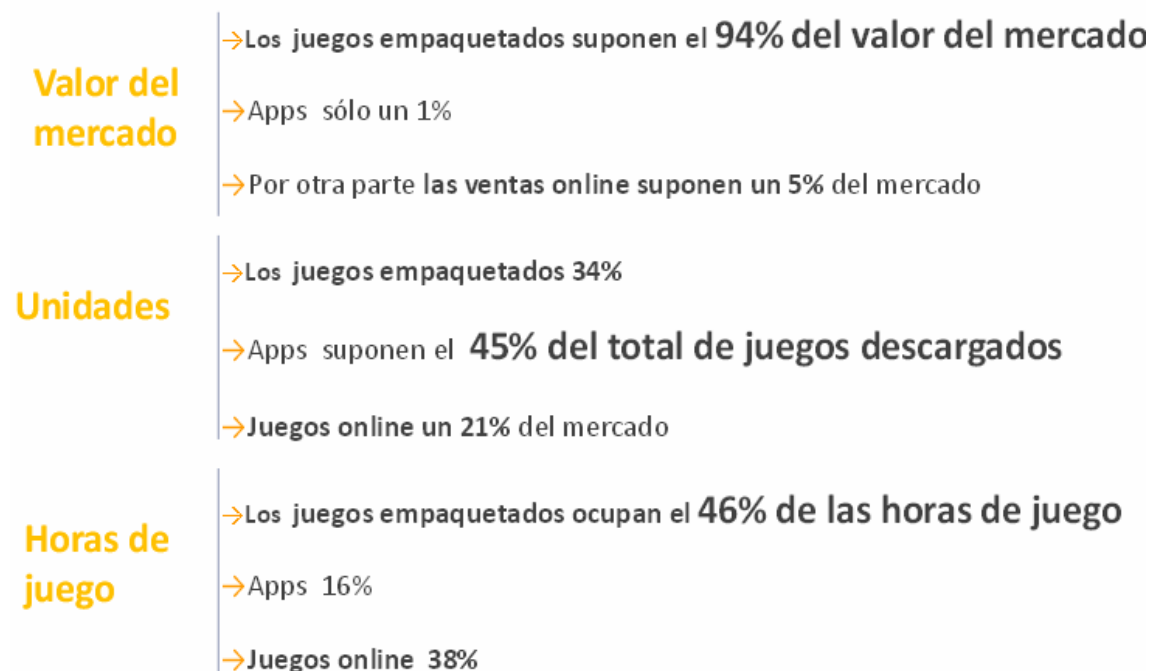 Valor del
mercado
→Los juegos empaquetados suponen el 94% del valor del mercado
→Apps sólo un 1%
→Por otra parte las ventas online suponen un 5% del mercado
Unidades
→Los juegos empaquetados 34%
→Apps suponen el 45% del total de juegos descargados
→Juegos online un 21% del mercado
Horas de
juego
→Los juegos empaquetados ocupan el 46% de las horas de juego
→Apps 16%
→Juegos online 38%